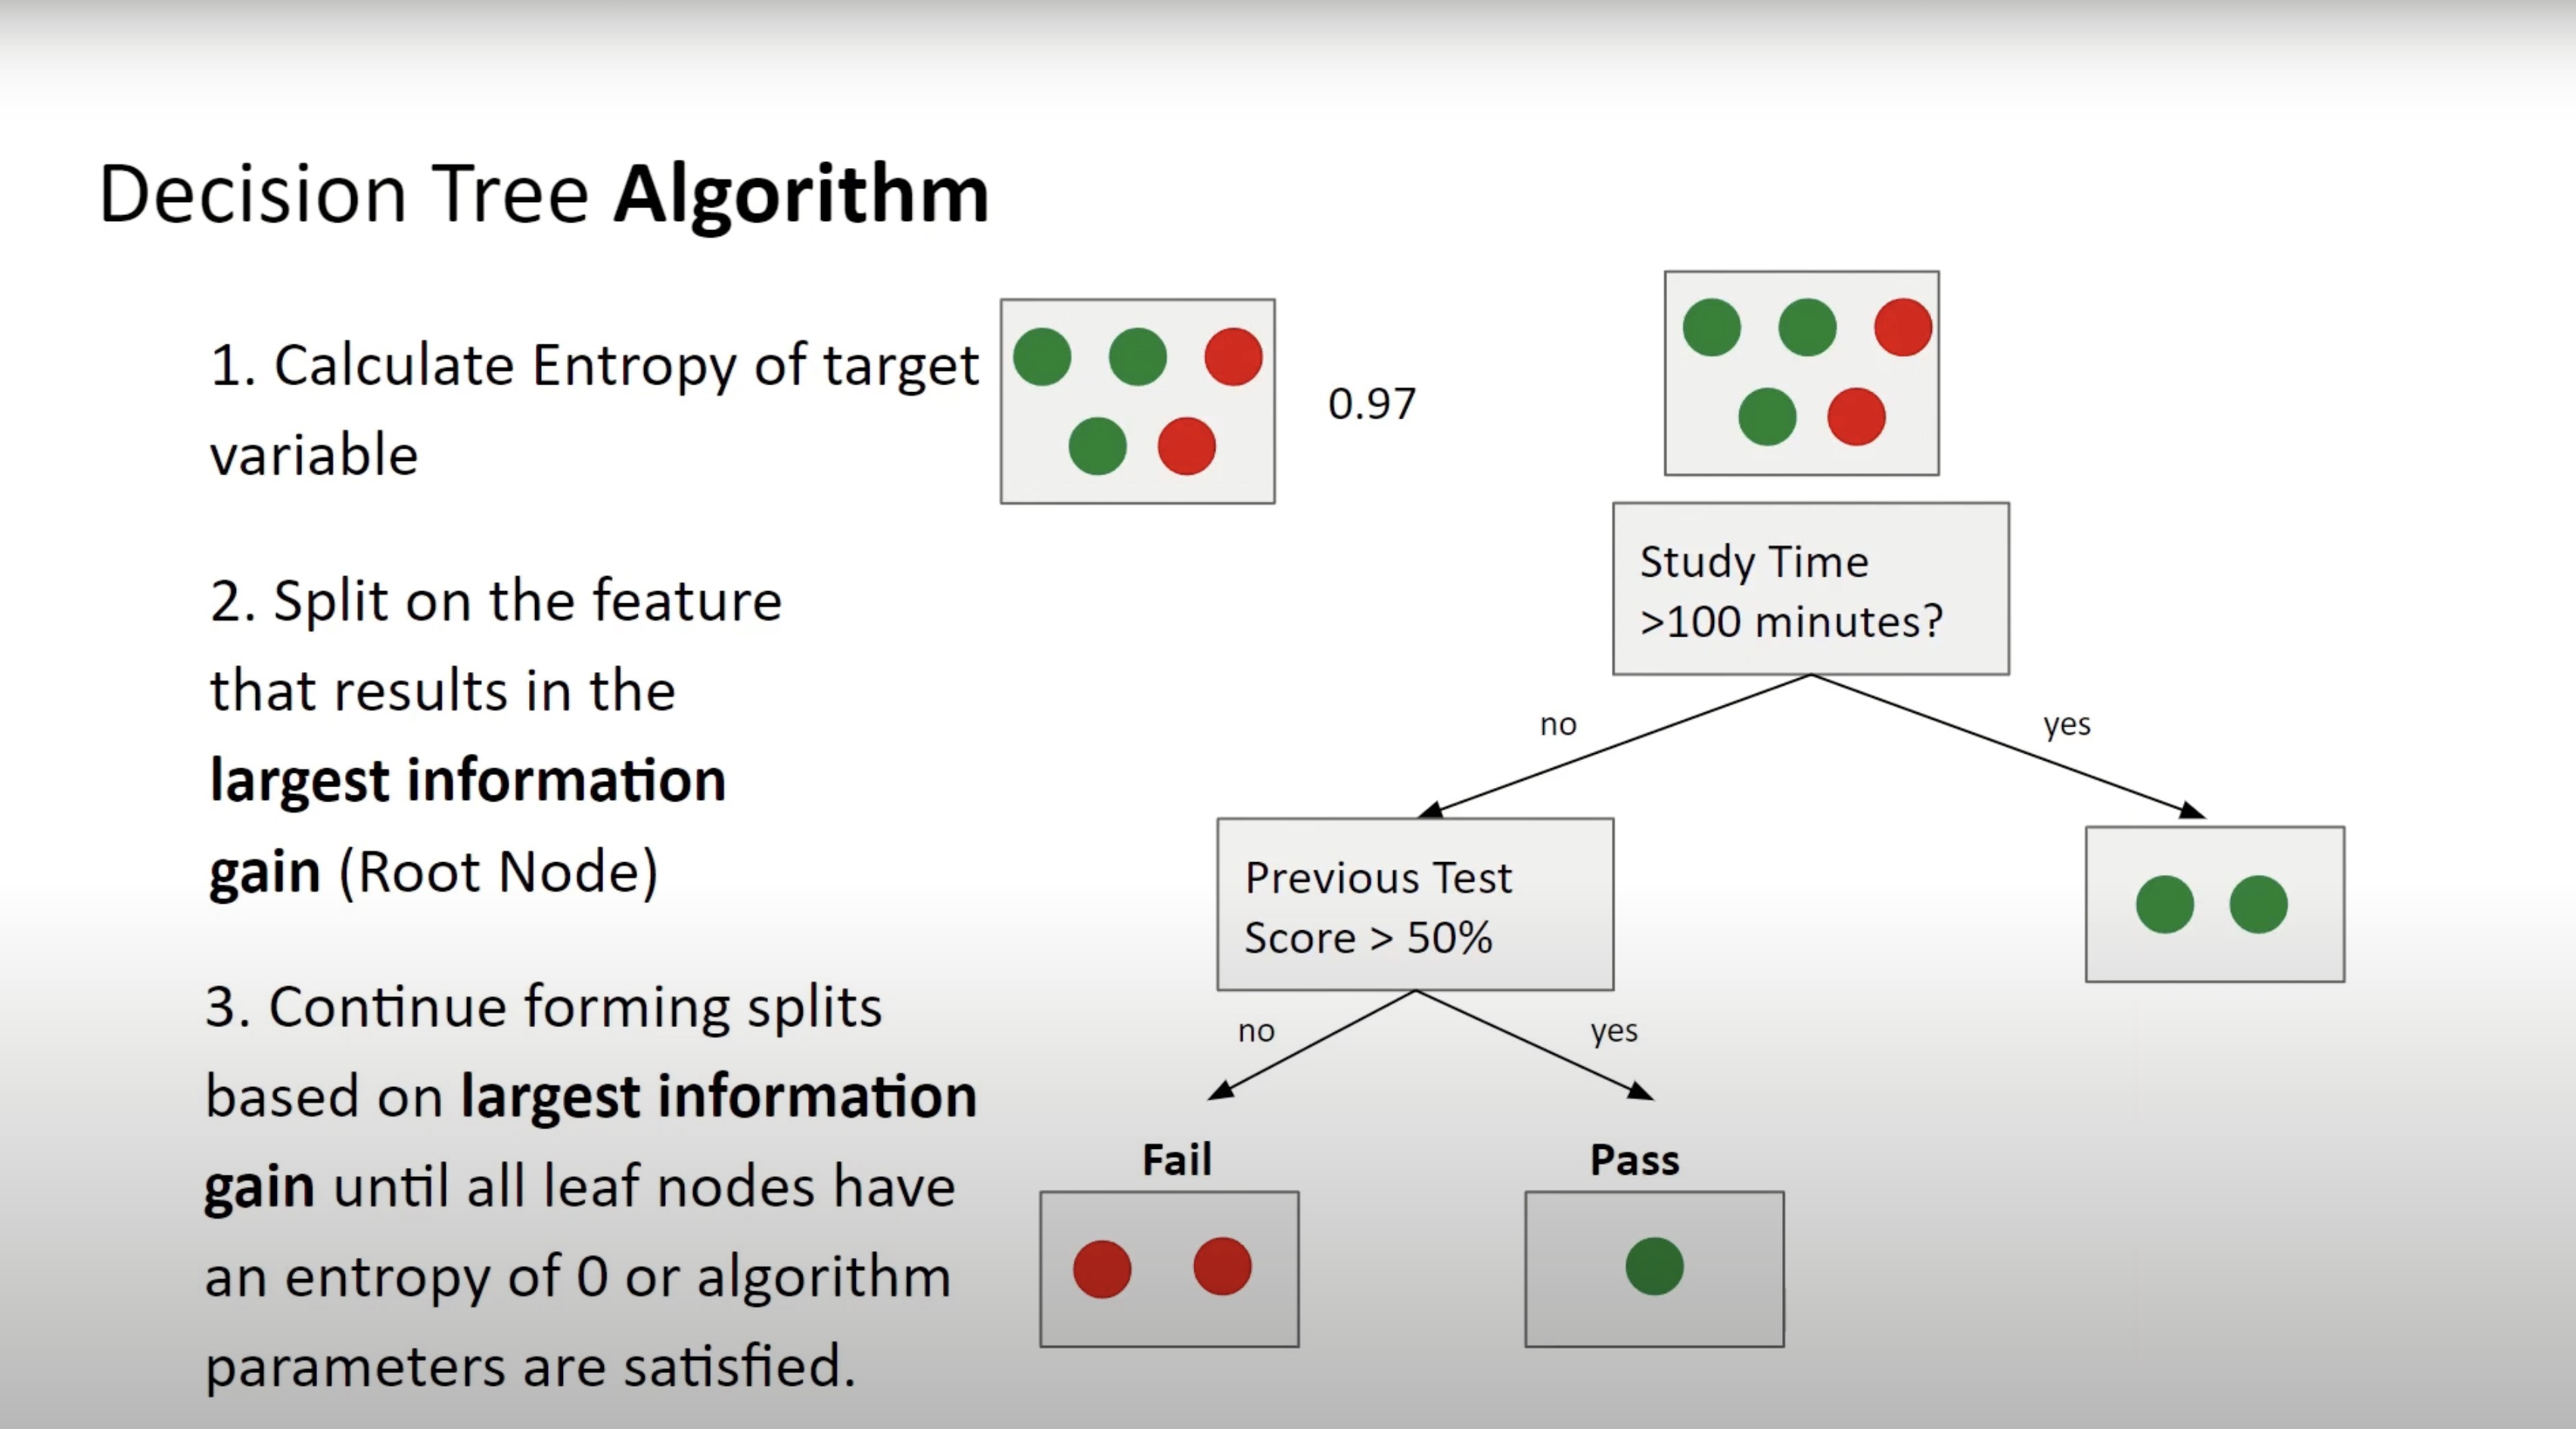 Decision Tree Algorithm
1. Calculate Entropy of target
variable
0.97
2. Split on the feature
that results in the
largest information
gain (Root Node)
3. Continue forming splits
based on largest information
gain until all leaf nodes have
an entropy of 0 or algorithm
parameters are satisfied.
Study Time
>100 minutes?
no
yes
Previous Test
Score > 50%
no
yes
Fail
Pass